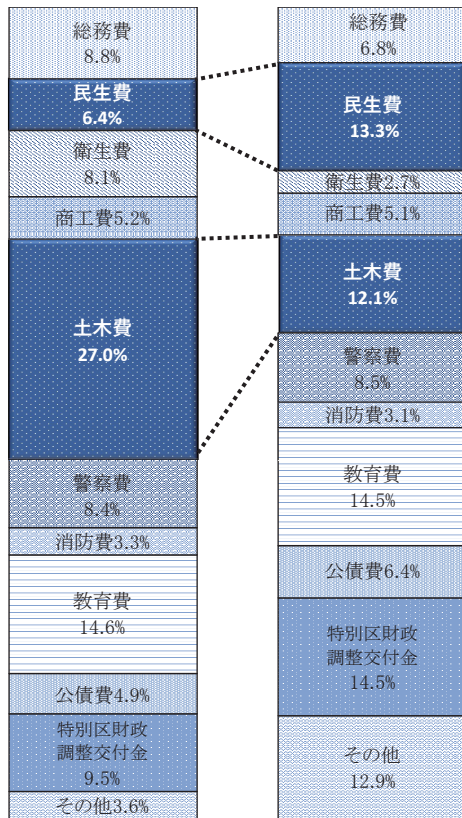 総務費
8.8%
民生費
6.4%
衛生費
8.1%
商工費5.2%
土木費
27.0%
警察費
8.4%
消防費3.3%
教育費
14.6%
公債費4.9%
特別区財政
調整交付金
9.5%
その他3.6%
総務費
6.8%
民生費
13.3%
衛生費2.7%
商工費5.1%
土木費
12.1%
警察費
8.5%
消防費3.1%
教育費
14.5%
公債費6.4%
特別区財政
調整交付金
14.5%
その他
12.9%